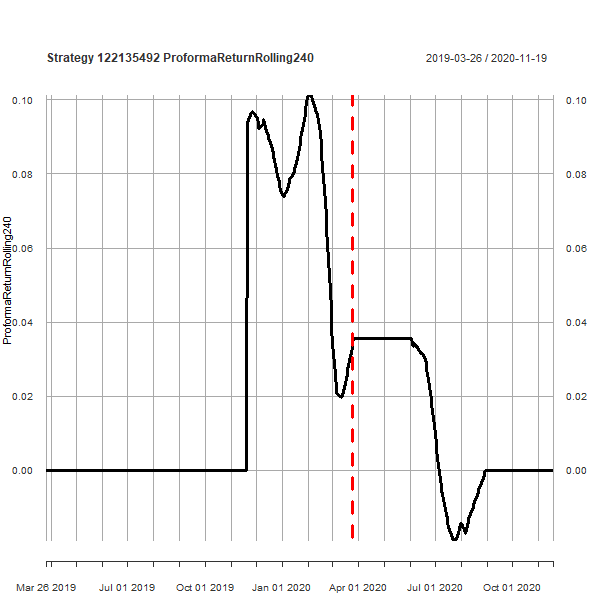 Strategy 122135492 ProformaReturnRolling240
2019-03-26 / 2020-11-19
ProformaReturnRolling240
0.10
0.08
0.06
0.04
0.02
0.00
0.10
0.08
0.06
0.04
0.02
0.00
Mar 26 2019
Jul 01 2019
Oct 01 2019
Jan 01 2020
Apr 01 2020
Jul 01 2020
Oct 01 2020